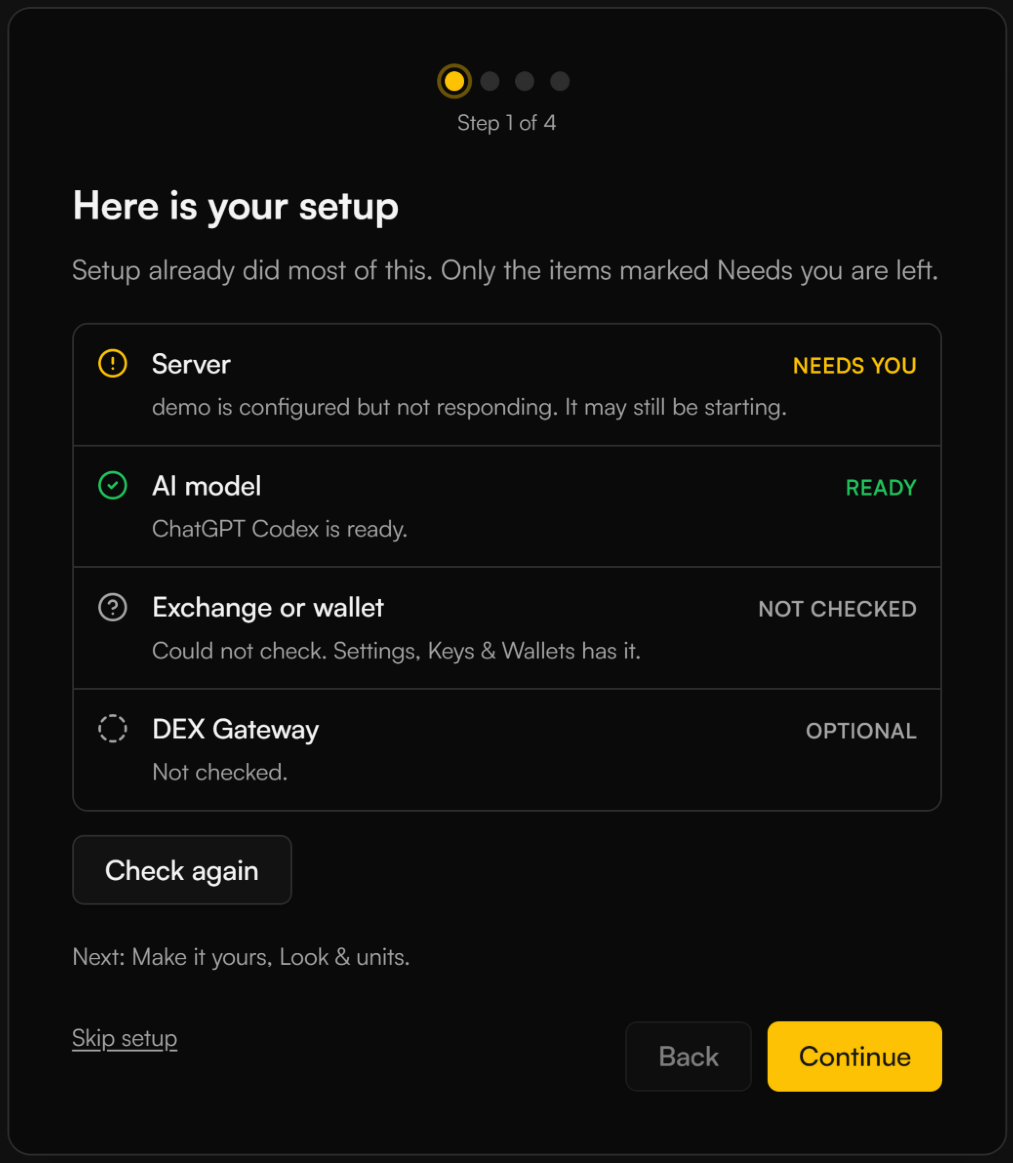 Step 1 of 4
Here is your setup
Setup already did most of this. Only the items marked Needs you are left.
Server
NEEDS YOU
demo is configured but not responding. It may still be starting.
AI model
READY
ChatGPT Codex is ready.
Exchange or wallet
NOT CHECKED
Could not check. Settings, Keys & Wallets has it.
DEX Gateway
OPTIONAL
Not checked.
Check again
Next: Make it yours, Look & units.
Skip setup
Back
Continue